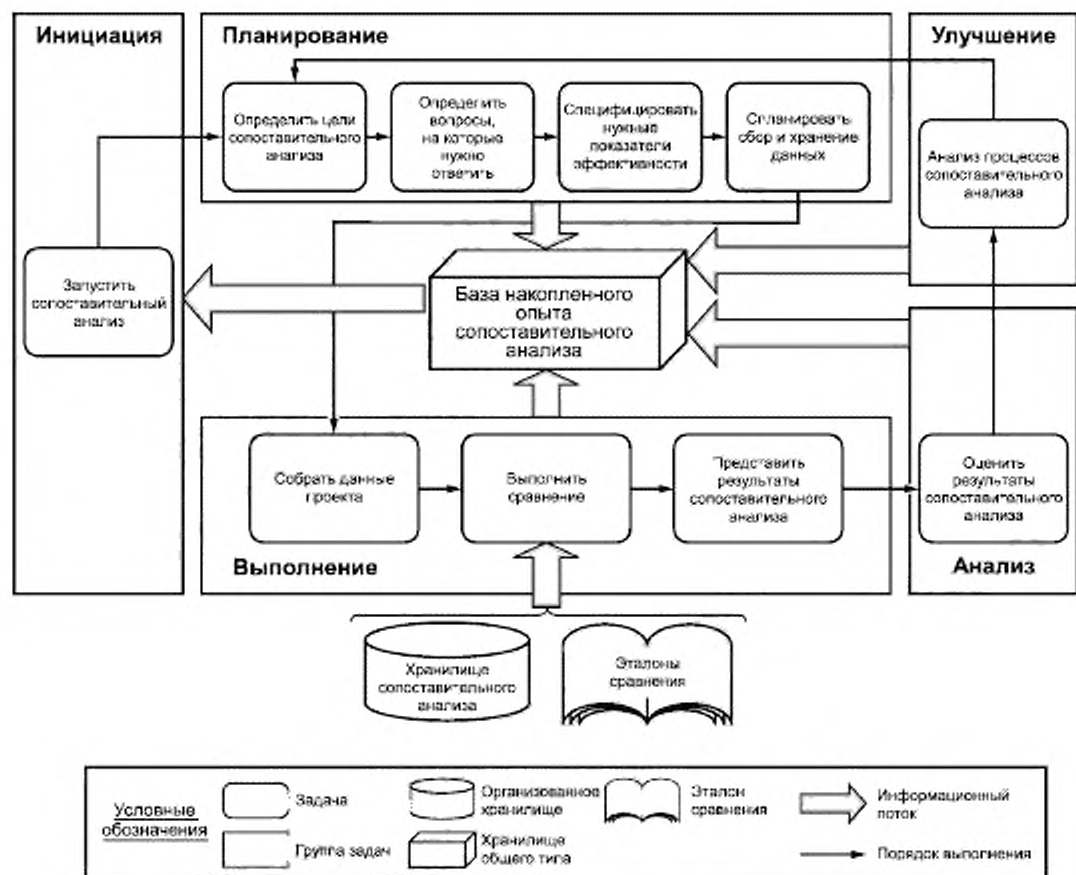 Инициация
Планирование
Улучшение
Определить цели
сопоставительного
анализа
Определить
вопросы,
на которые
нужно
ответить
Специфицировать
нужные
показатели
эффективности
Спланировать
сбор и хранение
данных
Анализ процессов
сопоставительного
анализа
Запустить
сопоставительный
анализ
База накопленного
опыта
сопоставительного
анализа
Собрать данные
проекта
Выполнить
сравнение
Представить
результаты
сопоставительного
анализа
Оценить
результаты
сопоставительного
анализа
Выполнение
Анализ
Хранилище
сопоставительного
анализа
Эталоны
сравнения
Условные
обозначения
Задача
Группа задач
Организованное
хранилище
Хранилище
общего типа
Эталон
сравнения
Информационный
поток
Порядок выполнения